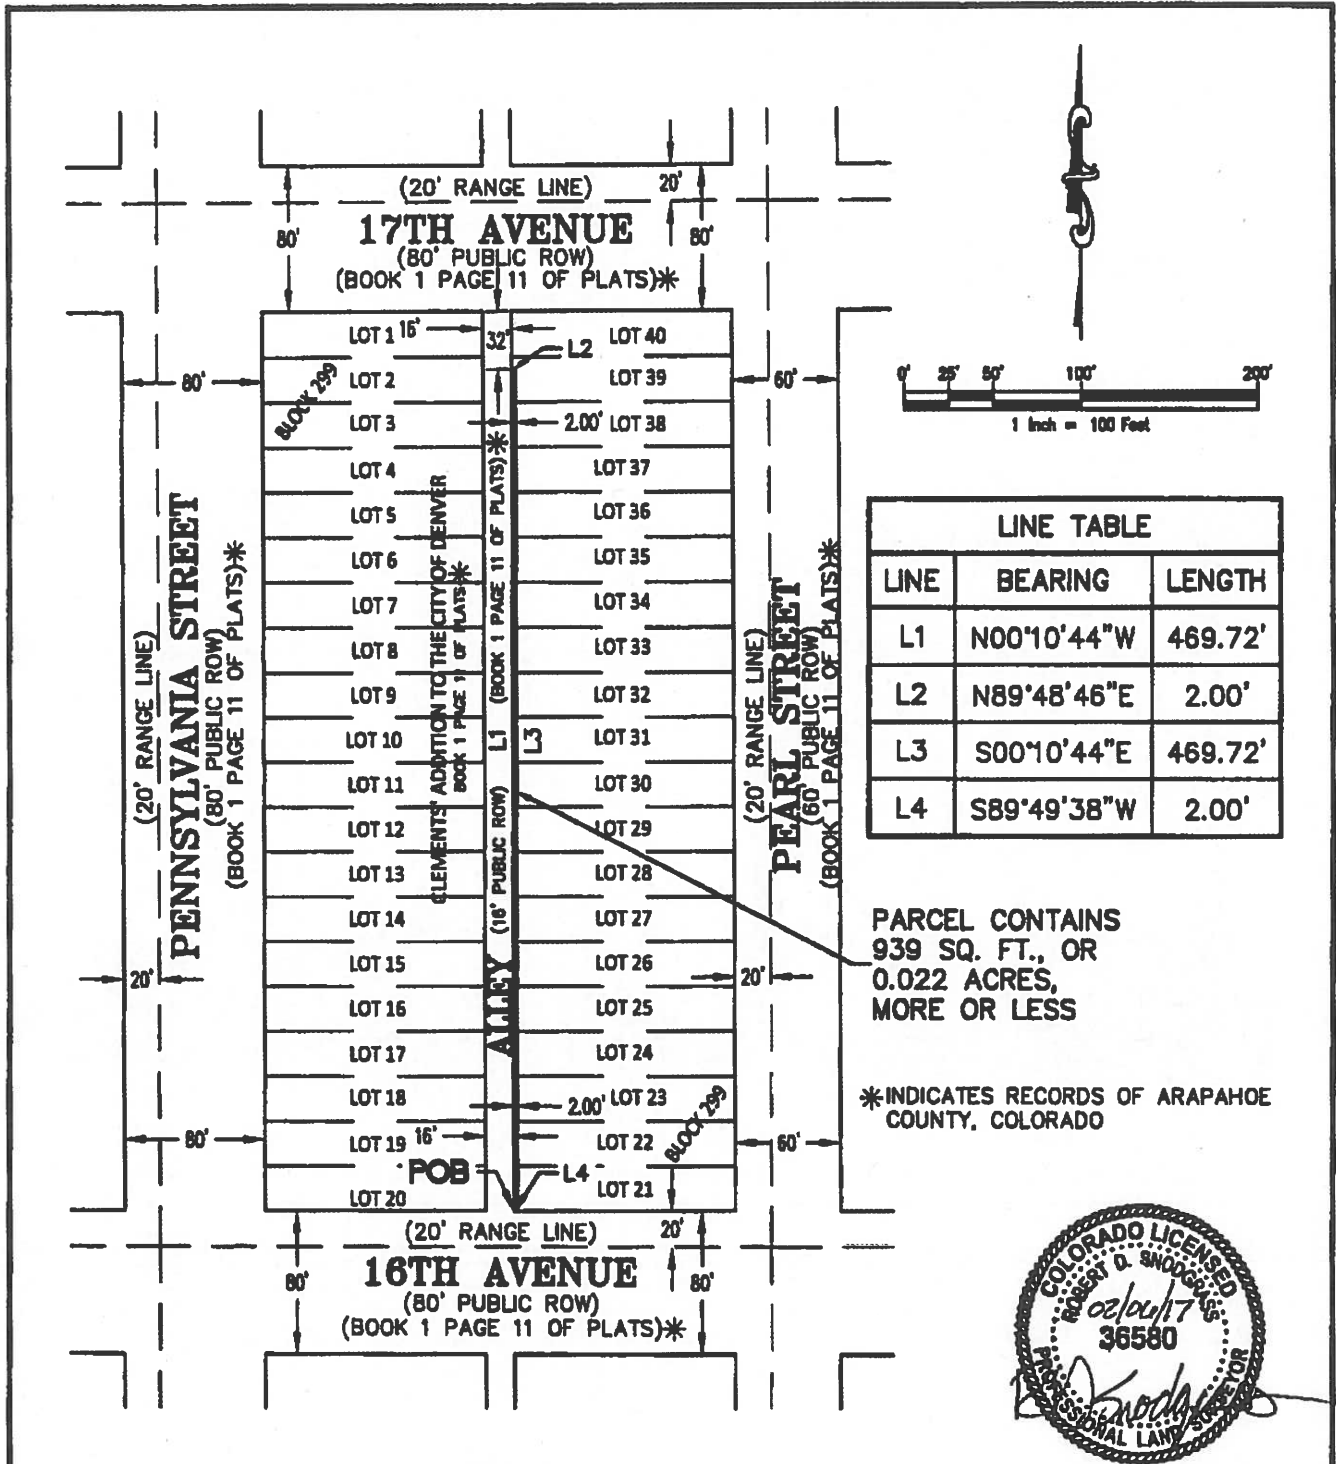 (20' RANGE LINE)
20'
17TH AVENUE
80'
80'
(80' PUBLIC ROW)
(BOOK 1 PAGE 11 OF PLATS)*
LOT 1
16'
32'
L2
LOT 40
LOT 2
LOT 39
BLOCK 299
LOT 3
2.00'
LOT 38
LOT 4
LOT 37
LOT 5
LOT 36
LOT 6
LOT 35
LOT 7
LOT 34
LOT 8
LOT 33
LOT 9
LOT 32
LOT 10
L1
L3
LOT 31
LOT 11
LOT 30
LOT 12
LOT 29
LOT 13
LOT 28
LOT 14
LOT 27
LOT 15
LOT 26
LOT 16
LOT 25
LOT 17
LOT 24
LOT 18
2.00'
LOT 23
BLOCK 299
LOT 19
16'
LOT 22
POB
L4
LOT 20
LOT 21
CLEMENTS' ADDITION TO THE CITY OF DENVER
BOOK 1 PAGE 11 OF PLATS*
ALLEY
(16' PUBLIC ROW)
(BOOK 1 PAGE 11 OF PLATS)*
80'
20'
80'
(20' RANGE LINE)
PENNSYLVANIA STREET
(80' PUBLIC ROW)
(BOOK 1 PAGE 11 OF PLATS)*
60'
20'
60'
(20' RANGE LINE)
PEARL STREET
(60' PUBLIC ROW)
(BOOK 1 PAGE 11 OF PLATS)*
(20' RANGE LINE)
20'
16TH AVENUE
80'
80'
(80' PUBLIC ROW)
(BOOK 1 PAGE 11 OF PLATS)*
0' 25' 50' 100' 200'
1 Inch = 100 Feet
LINE TABLE
LINE BEARING LENGTH
L1 N00°10'44"W 469.72'
L2 N89°48'46"E 2.00'
L3 S00°10'44"E 469.72'
L4 S89°49'38"W 2.00'
PARCEL CONTAINS
939 SQ. FT., OR
0.022 ACRES,
MORE OR LESS
*INDICATES RECORDS OF ARAPAHOE
COUNTY, COLORADO
COLORADO LICENSED
ROBERT D. SNODGRASS
36580
PROFESSIONAL LAND SURVEYOR